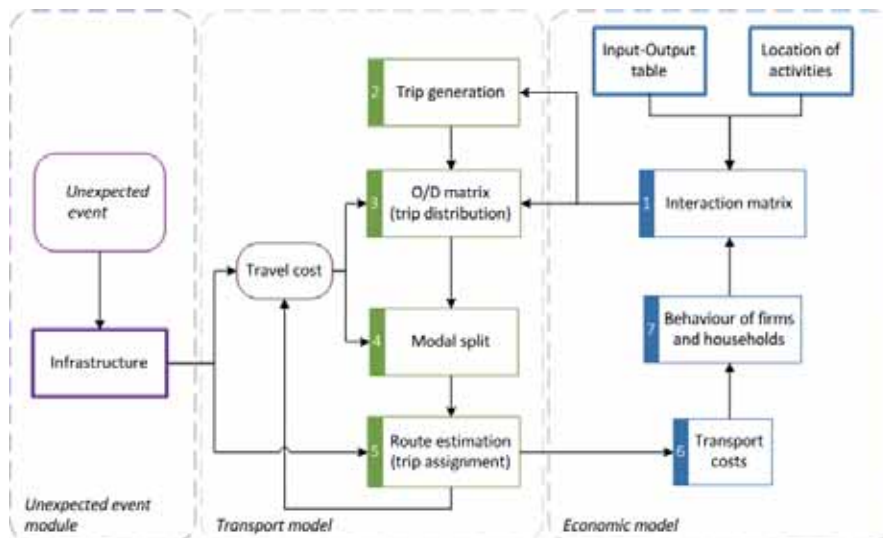 Unexpected
event
Infrastructure
Unexpected event
module
2
Trip generation
3
O/D matrix
(trip distribution)
Travel cost
4
Modal split
5
Route estimation
(trip assignment)
Transport model
Input-Output
table
Location of
activities
1
Interaction matrix
7
Behaviour of firms
and households
6
Transport
costs
Economic model